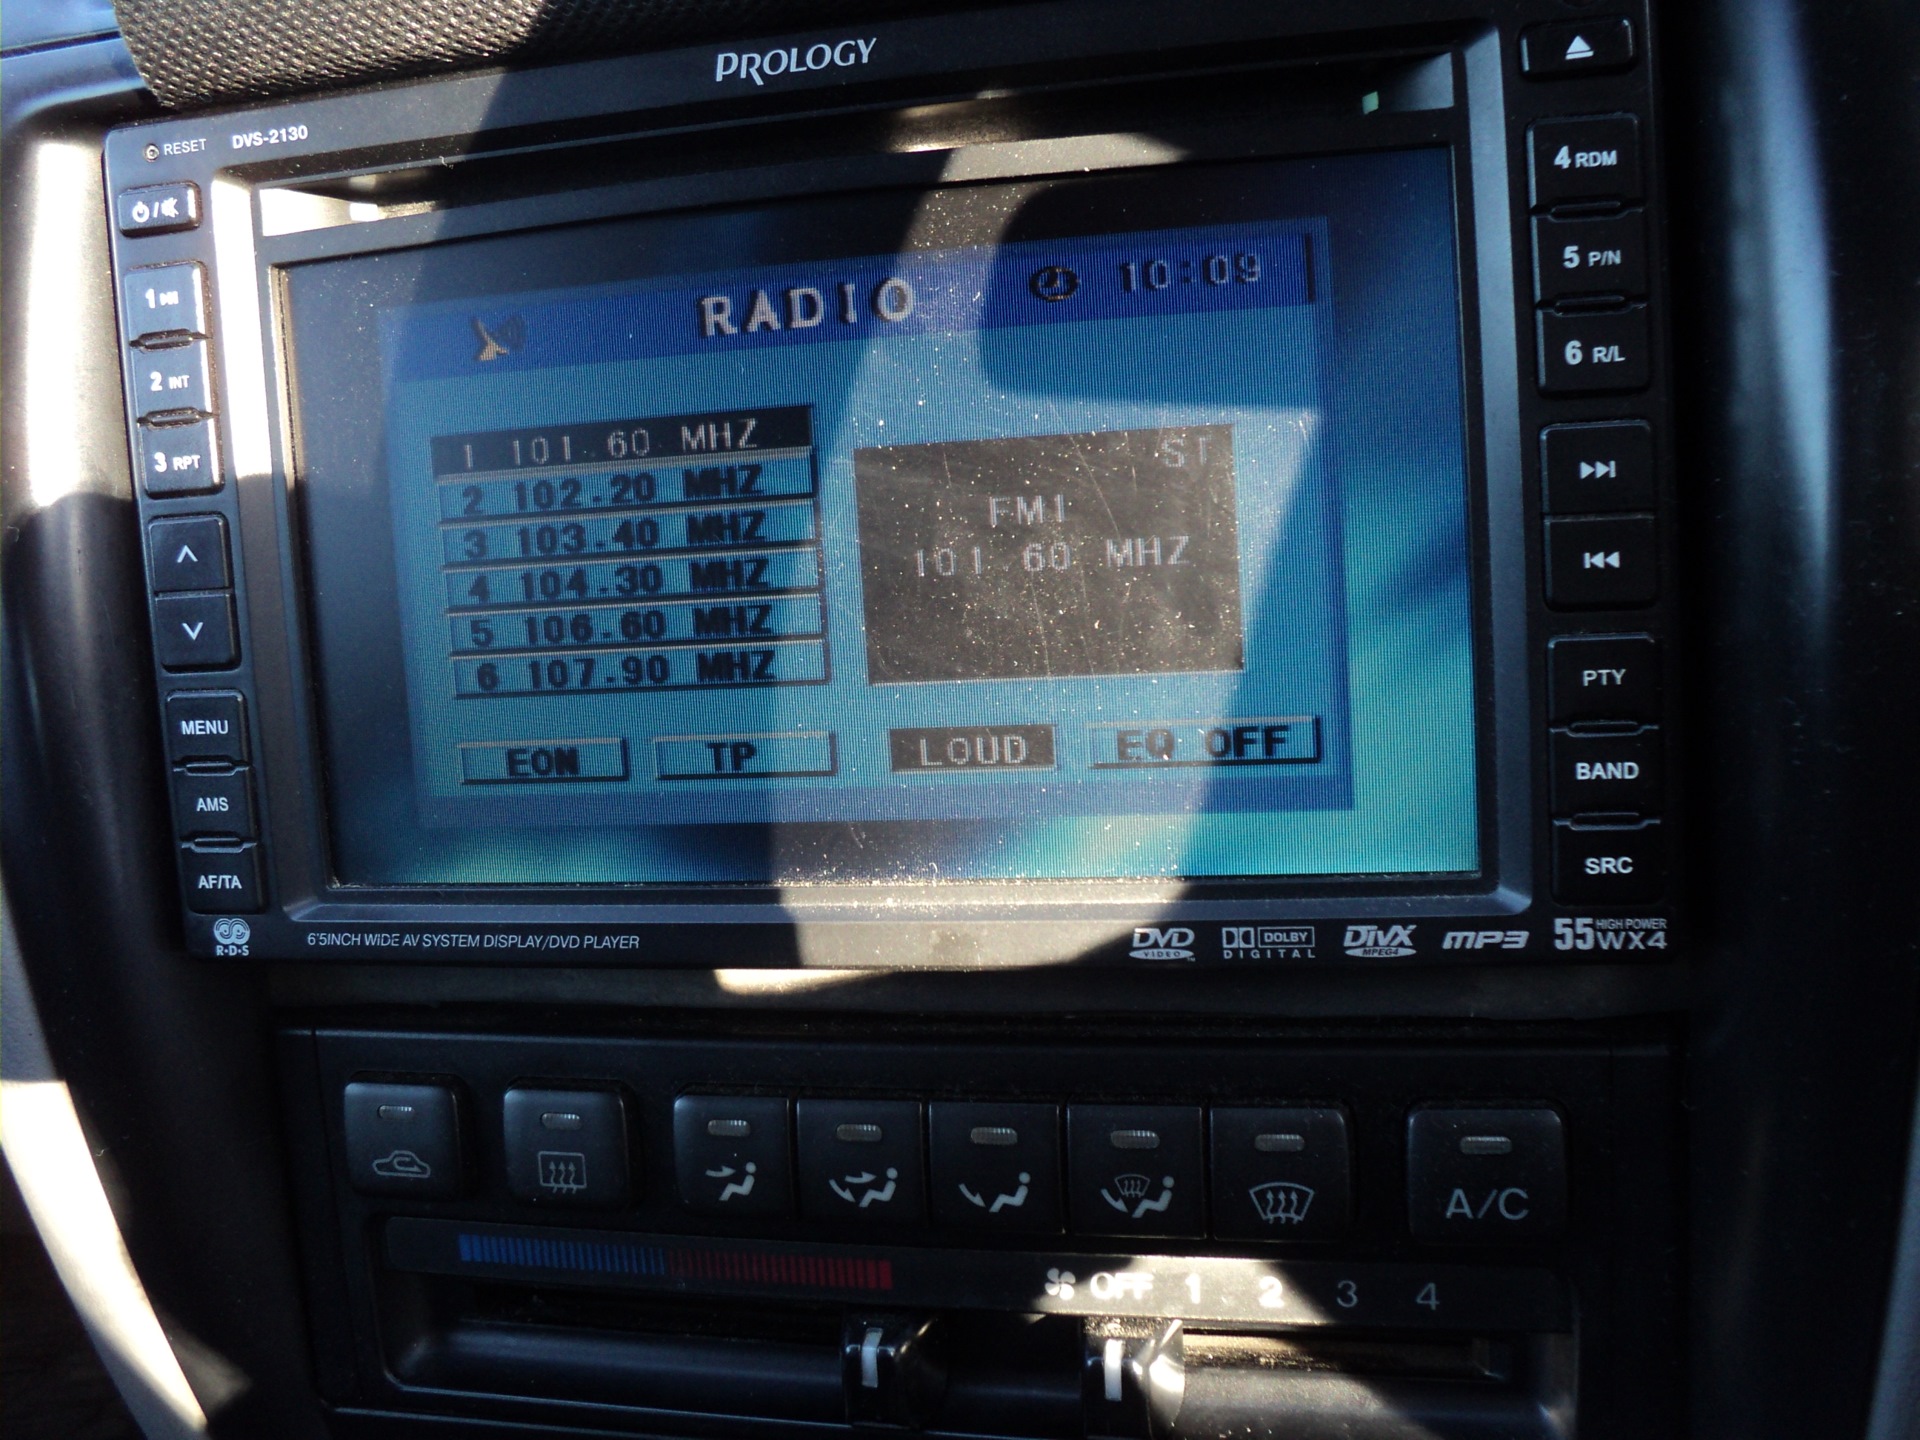 PROLOGY
RESET DVS-2130
1
2 INT
3 RPT
MENU
AMS
AF/TA
R·D·S
RADIO 10:09
1 101.60 MHZ
2 102.20 MHZ
3 103.40 MHZ
4 104.30 MHZ
5 106.60 MHZ
6 107.90 MHZ
ST
FM1
101.60 MHZ
EON TP LOUD EQ OFF
4 RDM
5 P/N
6 R/L
PTY
BAND
SRC
6'5INCH WIDE AV SYSTEM DISPLAY/DVD PLAYER
DVD
VIDEO
DOLBY
DIGITAL
DIVX
MPEG4
MP3
55 HIGH POWER
WX4
A/C
OFF 1 2 3 4